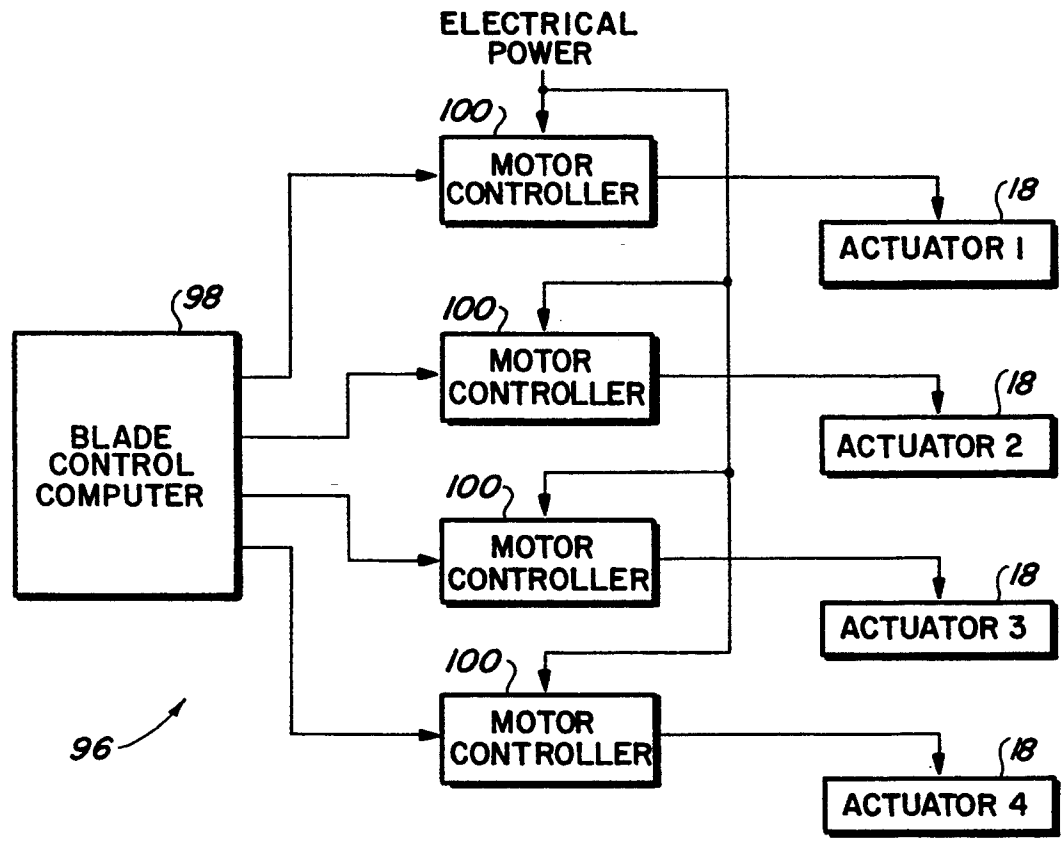 ELECTRICAL
POWER
100
MOTOR
CONTROLLER
18
ACTUATOR 1
98
BLADE
CONTROL
COMPUTER
100
MOTOR
CONTROLLER
18
ACTUATOR 2
100
MOTOR
CONTROLLER
18
ACTUATOR 3
100
MOTOR
CONTROLLER
18
ACTUATOR 4
96